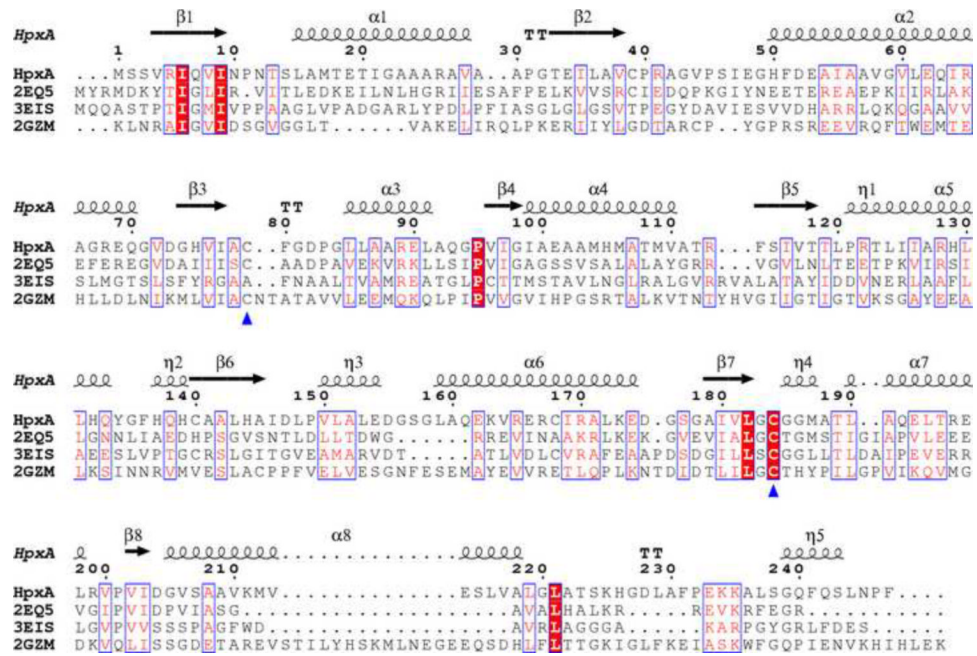 β1 α1 β2 α2
HpxA TT
1 10 20 30 40 50 60
HpxA ...MSSVRIQVINPNTSLAMTETIGAAARAVA..APGTEILAVCPRAGVPSIEGHFDEAIAAVGVLEQIR
2EQ5 MYRMDKYTIGLIR.VITLEDKEILNLHGRIIESAFPELKVVSRCIEDQPKGIYNEETEREAEPKIIRLAK
3EIS MQQASTPTIGMIVPPAAGLVPADGARLYPDLPFIASGLGLGSVTPEGYDAVIESVVDHARRLQKQGAAVV
2GZM ...KLNRAIGVIDSGVGGLT.....VAKELIRQLPKERIIYLGDTARCP..YGPRSREEVRQFTWEMTE
β3 α3 β4 α4 β5 η1 α5
HpxA TT
70 80 90 100 110 120 130
HpxA AGREQGVDGHVIAC..FGDPGLLAARELAQGPVIGIAEAAMHMATMVATR...FSIVTTLPRTLIIARHL
2EQ5 EFEREGVDAIIISC..AADPAVEKVRKLLSIPVIGAGSSVSALALAYGRR...VGVLNLTEETPKVIRSI
3EIS SLMGTSLSFYRGAA..FNAALTVAMREATGLPCTTMSTAVLNGLRALGVRRVALATAYIDDVNERLAAFL
2GZM HLLDLNIKMLVIACNTATAVVLEEMQKQLPIPVVGVIHPGSRTALKVTNTYHVGIIGTIGTVKSGAYEEA
η2 β6 η3 α6 β7 η4 α7
HpxA
140 150 160 170 180 190
HpxA LHQYGFHQHCAALHAIDLPVLALEDGSGLAQEKVRERCIRALKED.GSGAIVLGCGGMATL..AQELTRE
2EQ5 LGNNLIAEDHPSGVSNTLDLLTDWG......RREVINAAKRLKEK.GVEVIALGCTGMSTIGIAPVLEEE
3EIS AEESLVPTGCRSLGITGVEAMARVDT.....ATLVDLCVRAFEAAPDSDGILLSCGGLLTLDAIPEVERR
2GZM LKSINNRVMVESLACPPFVELVESGNFESEMAYEVVRETLQPLKNTDIDTLILGCTHYPILGPVIKQVMG
β8 α8 η5
HpxA TT
200 210 220 230 240
HpxA LRVPVIDGVSAAVKMV..............ESLVALGLATSKHGDLAFPEKKALSGQFQSLNPF...
2EQ5 VGIPVIDPVIASG.................AVALHALKR.....REVKRFEGR..........
3EIS LGVPVVSSSPAGFWD...............AVRLAGGGA.....KARPGYGRLFDES......
2GZM DKVQLISSGDETAREVSTILYHSKMLNEGEEQSDHLFLTTGKIGLFKEIASKWFGQPIENVKHIHLEK